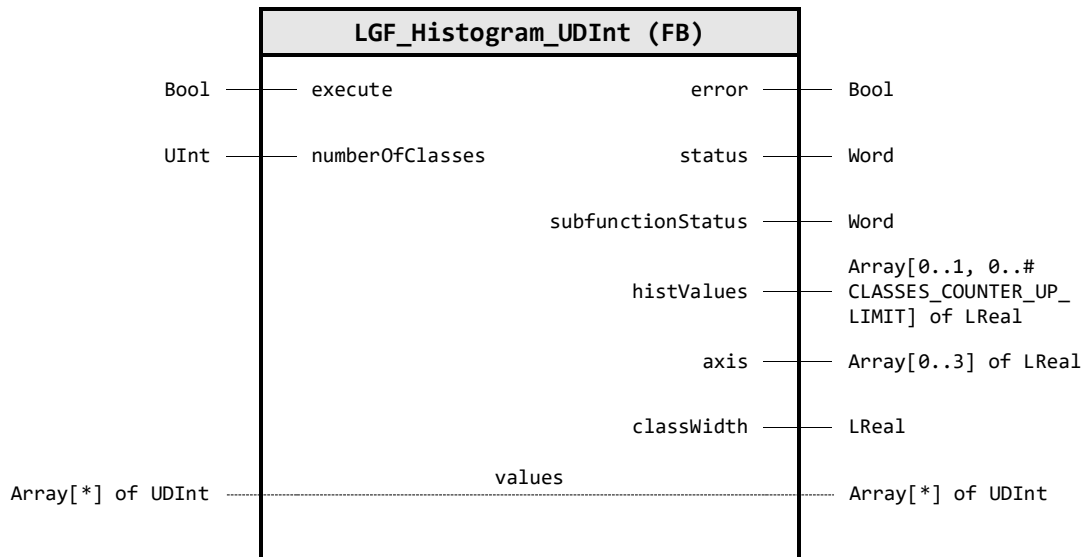 LGF_Histogram_UDInt (FB)
Bool execute error Bool
UInt numberOfClasses status Word
subfunctionStatus Word
histValues Array[0..1, 0..#
CLASSES_COUNTER_UP_
LIMIT] of LReal
axis Array[0..3] of LReal
classWidth LReal
values
Array[*] of UDInt Array[*] of UDInt